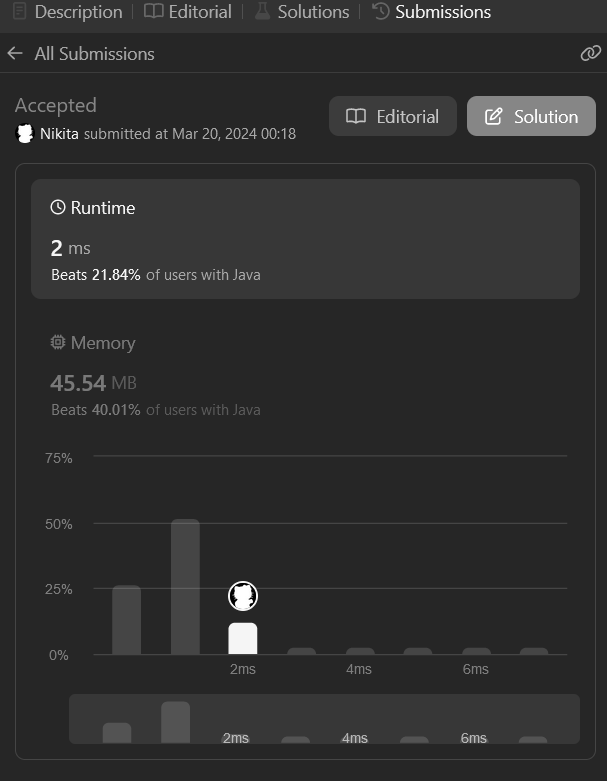 Description | Editorial | Solutions | Submissions
All Submissions
Accepted
Nikita submitted at Mar 20, 2024 00:18
Editorial
Solution
Runtime
2 ms
Beats 21.84% of users with Java
Memory
45.54 MB
Beats 40.01% of users with Java
75%
50%
25%
0%
2ms 4ms 6ms
2ms 4ms 6ms